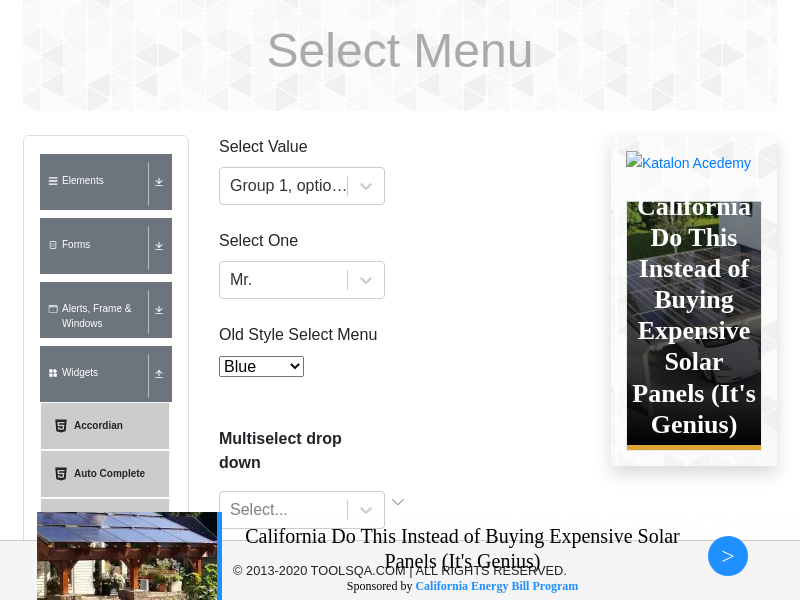 Select Menu
Elements
Forms
Alerts, Frame &
Windows
Widgets
Accordian
Auto Complete
Select Value
Group 1, optio...
Select One
Mr.
Old Style Select Menu
Blue
Multiselect drop
down
Select...
Katalon Acedemy
California
Do This
Instead of
Buying
Expensive
Solar
Panels (It's
Genius)
California Do This Instead of Buying Expensive Solar
Panels (It's Genius)
© 2013-2020 TOOLSQA.COM | ALL RIGHTS RESERVED.
Sponsored by California Energy Bill Program
>